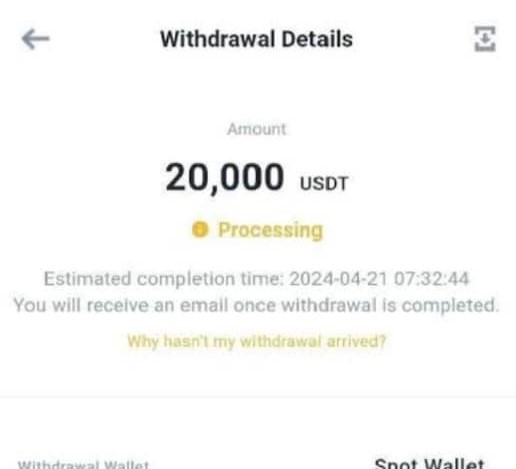 Withdrawal Details
Amount
20,000 USDT
Processing
Estimated completion time: 2024-04-21 07:32:44
You will receive an email once withdrawal is completed.
Why hasn't my withdrawal arrived?
Withdrawal Wallet Spot Wallet